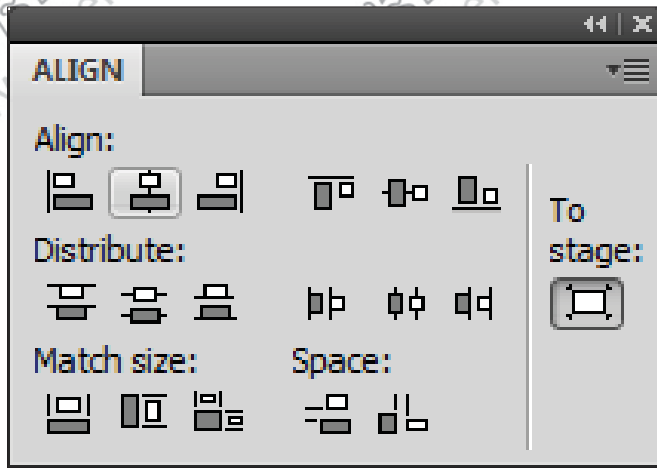 ALIGN
Align:
Distribute:
Match size:
Space:
To
stage: